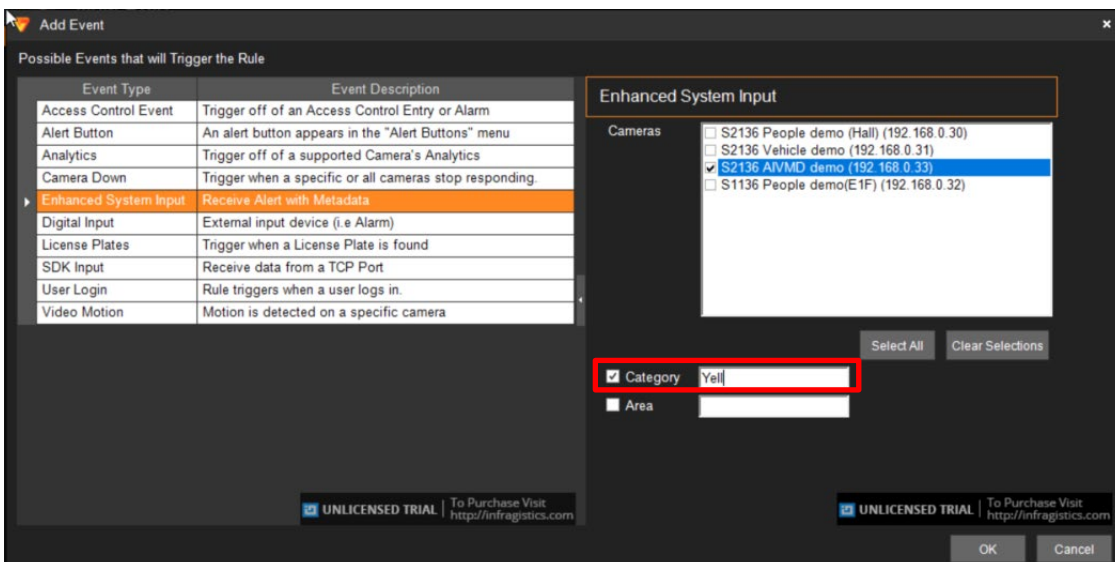 Add Event
×
Possible Events that will Trigger the Rule
Event Type Event Description
Access Control Event Trigger off of an Access Control Entry or Alarm
Alert Button An alert button appears in the "Alert Buttons" menu
Analytics Trigger off of a supported Camera's Analytics
Camera Down Trigger when a specific or all cameras stop responding.
Enhanced System Input Receive Alert with Metadata
Digital Input External input device (i.e Alarm)
License Plates Trigger when a License Plate is found
SDK Input Receive data from a TCP Port
User Login Rule triggers when a user logs in.
Video Motion Motion is detected on a specific camera
UNLICENSED TRIAL To Purchase Visit
http://infragistics.com
Enhanced System Input
Cameras
S2136 People demo (Hall) (192.168.0.30)
S2136 Vehicle demo (192.168.0.31)
S2136 AIVMD demo (192.168.0.33)
S1136 People demo(E1F) (192.168.0.32)
Select All Clear Selections
Category Yell
Area
UNLICENSED TRIAL To Purchase Visit
http://infragistics.com
OK Cancel